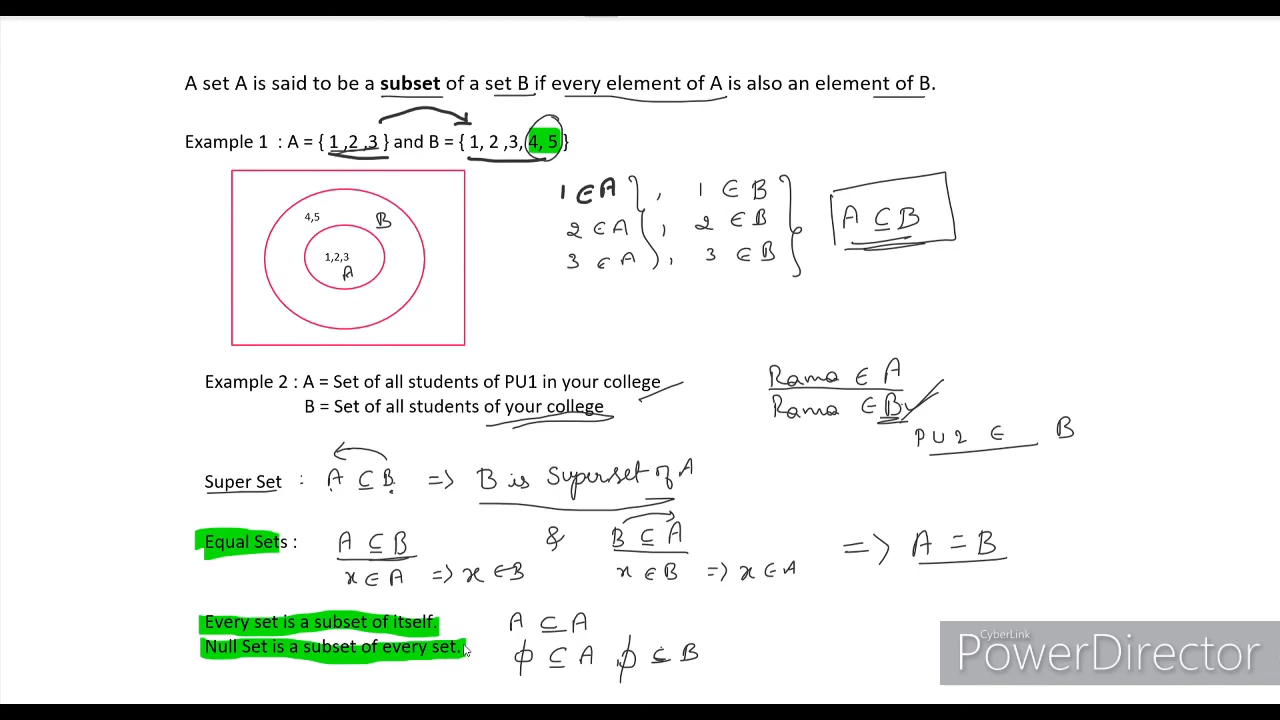 A set A is said to be a subset of a set B if every element of A is also an element of B.
Example 1 : A = { 1 ,2 ,3 } and B = { 1, 2 ,3, 4, 5 }
4,5 B
1,2,3
A
1 ∈ A } , 1 ∈ B }
2 ∈ A } , 2 ∈ B
3 ∈ A } , 3 ∈ B
A ⊆ B
Example 2 : A = Set of all students of PU1 in your college
B = Set of all students of your college
Rama ∈ A
Rama ∈ B
PU2 ∈ B
Super Set : A ⊆ B => B is Superset of A
Equal Sets : A ⊆ B & B ⊆ A => A = B
x ∈ A => x ∈ B x ∈ B => x ∈ A
Every set is a subset of itself. A ⊆ A
Null Set is a subset of every set. ϕ ⊆ A , ϕ ⊆ B
CyberLink
PowerDirector